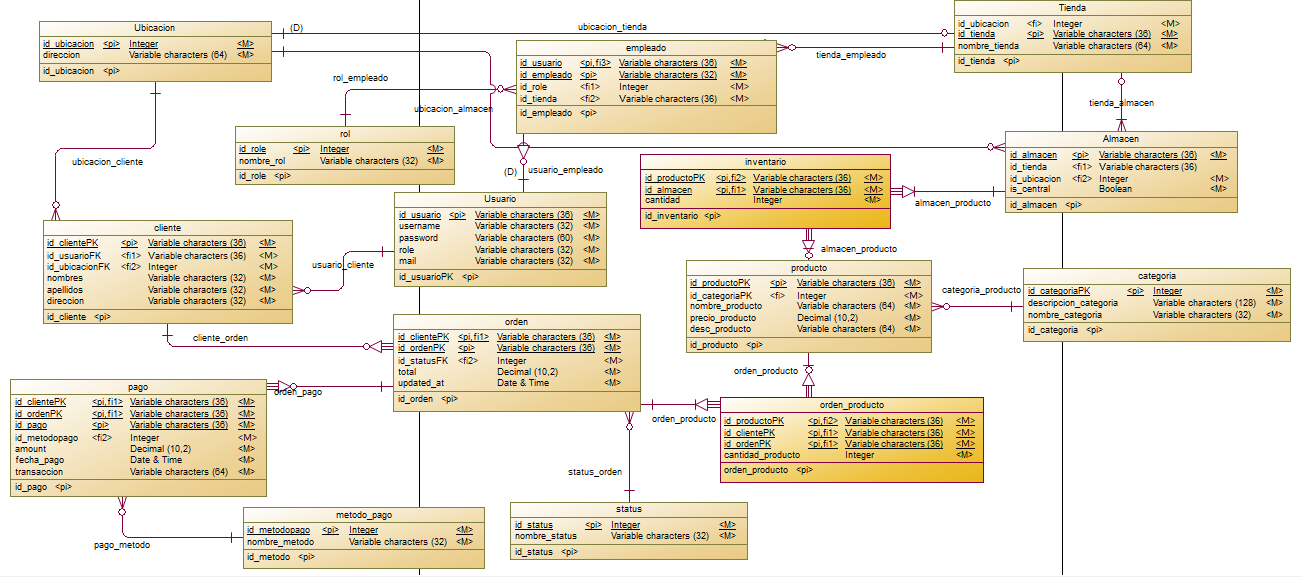 Ubicacion
id_ubicacion <pi> Integer <M>
direccion Variable characters (64) <M>
id_ubicacion <pi>
(D)
ubicacion_tienda
Tienda
id_ubicacion <fi> Integer <M>
id_tienda <pi> Variable characters (36) <M>
nombre_tienda Variable characters (64) <M>
id_tienda <pi>
empleado
id_usuario <pi,fi3> Variable characters (36) <M>
id_empleado <pi> Variable characters (32) <M>
id_role <fi1> Integer <M>
id_tienda <fi2> Variable characters (36) <M>
id_empleado <pi>
tienda_empleado
rol_empleado
ubicacion_almacen
tienda_almacen
rol
id_role <pi> Integer <M>
nombre_rol Variable characters (32) <M>
id_role <pi>
ubicacion_cliente
(D)
usuario_empleado
Almacen
id_almacen <pi> Variable characters (36) <M>
id_tienda <fi1> Variable characters (36)
id_ubicacion <fi2> Integer <M>
is_central Boolean <M>
id_almacen <pi>
inventario
id_productoPK <pi,fi2> Variable characters (36) <M>
id_almacen <pi,fi1> Variable characters (36) <M>
cantidad Integer <M>
id_inventario <pi>
almacen_producto
Usuario
id_usuario <pi> Variable characters (36) <M>
username Variable characters (32) <M>
password Variable characters (60) <M>
role Variable characters (32) <M>
mail Variable characters (32) <M>
id_usuarioPK <pi>
cliente
id_clientePK <pi> Variable characters (36) <M>
id_usuarioFK <fi1> Variable characters (36) <M>
id_ubicacionFK <fi2> Integer <M>
nombres Variable characters (32) <M>
apellidos Variable characters (32) <M>
direccion Variable characters (32) <M>
id_cliente <pi>
usuario_cliente
almacen_producto
producto
id_productoPK <pi> Variable characters (36) <M>
id_categoriaPK <fi> Integer <M>
nombre_producto Variable characters (64) <M>
precio_producto Decimal (10,2) <M>
desc_producto Variable characters (64) <M>
id_producto <pi>
categoria_producto
categoria
id_categoriaPK <pi> Integer <M>
descripcion_categoria Variable characters (128) <M>
nombre_categoria Variable characters (32) <M>
id_categoria <pi>
cliente_orden
orden
id_clientePK <pi,fi1> Variable characters (36) <M>
id_ordenPK <pi> Variable characters (36) <M>
id_statusFK <fi2> Integer <M>
total Decimal (10,2) <M>
updated_at Date & Time <M>
id_orden <pi>
orden_producto
pago
id_clientePK <pi,fi1> Variable characters (36) <M>
id_ordenPK <pi,fi1> Variable characters (36) <M>
id_pago <pi> Variable characters (36) <M>
id_metodopago <fi2> Integer <M>
amount Decimal (10,2) <M>
fecha_pago Date & Time <M>
transaccion Variable characters (64) <M>
id_pago <pi>
orden_pago
orden_producto
orden_producto
id_productoPK <pi,fi2> Variable characters (36) <M>
id_clientePK <pi,fi1> Variable characters (36) <M>
id_ordenPK <pi,fi1> Variable characters (36) <M>
cantidad_producto Integer <M>
orden_producto <pi>
status_orden
pago_metodo
metodo_pago
id_metodopago <pi> Integer <M>
nombre_metodo Variable characters (32) <M>
id_metodo <pi>
status
id_status <pi> Integer <M>
nombre_status Variable characters (32) <M>
id_status <pi>